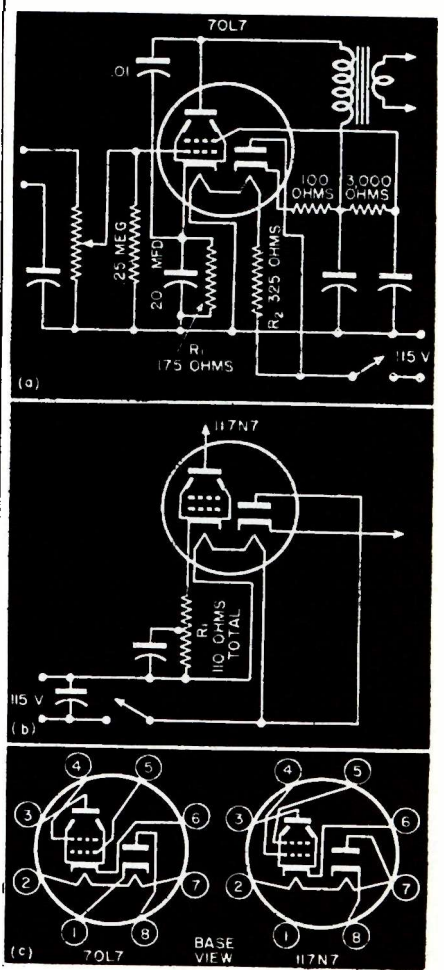 70L7
.01
100
OHMS
3,000
OHMS
.25 MEG
20 MFD
R₂ 325 OHMS
R₁
175 OHMS
115 V
(a)
117N7
R₁
110 OHMS
TOTAL
115 V
(b)
4
5
3
6
2
7
1
8
70L7
BASE
VIEW
4
5
3
6
2
7
1
8
117N7
(c)